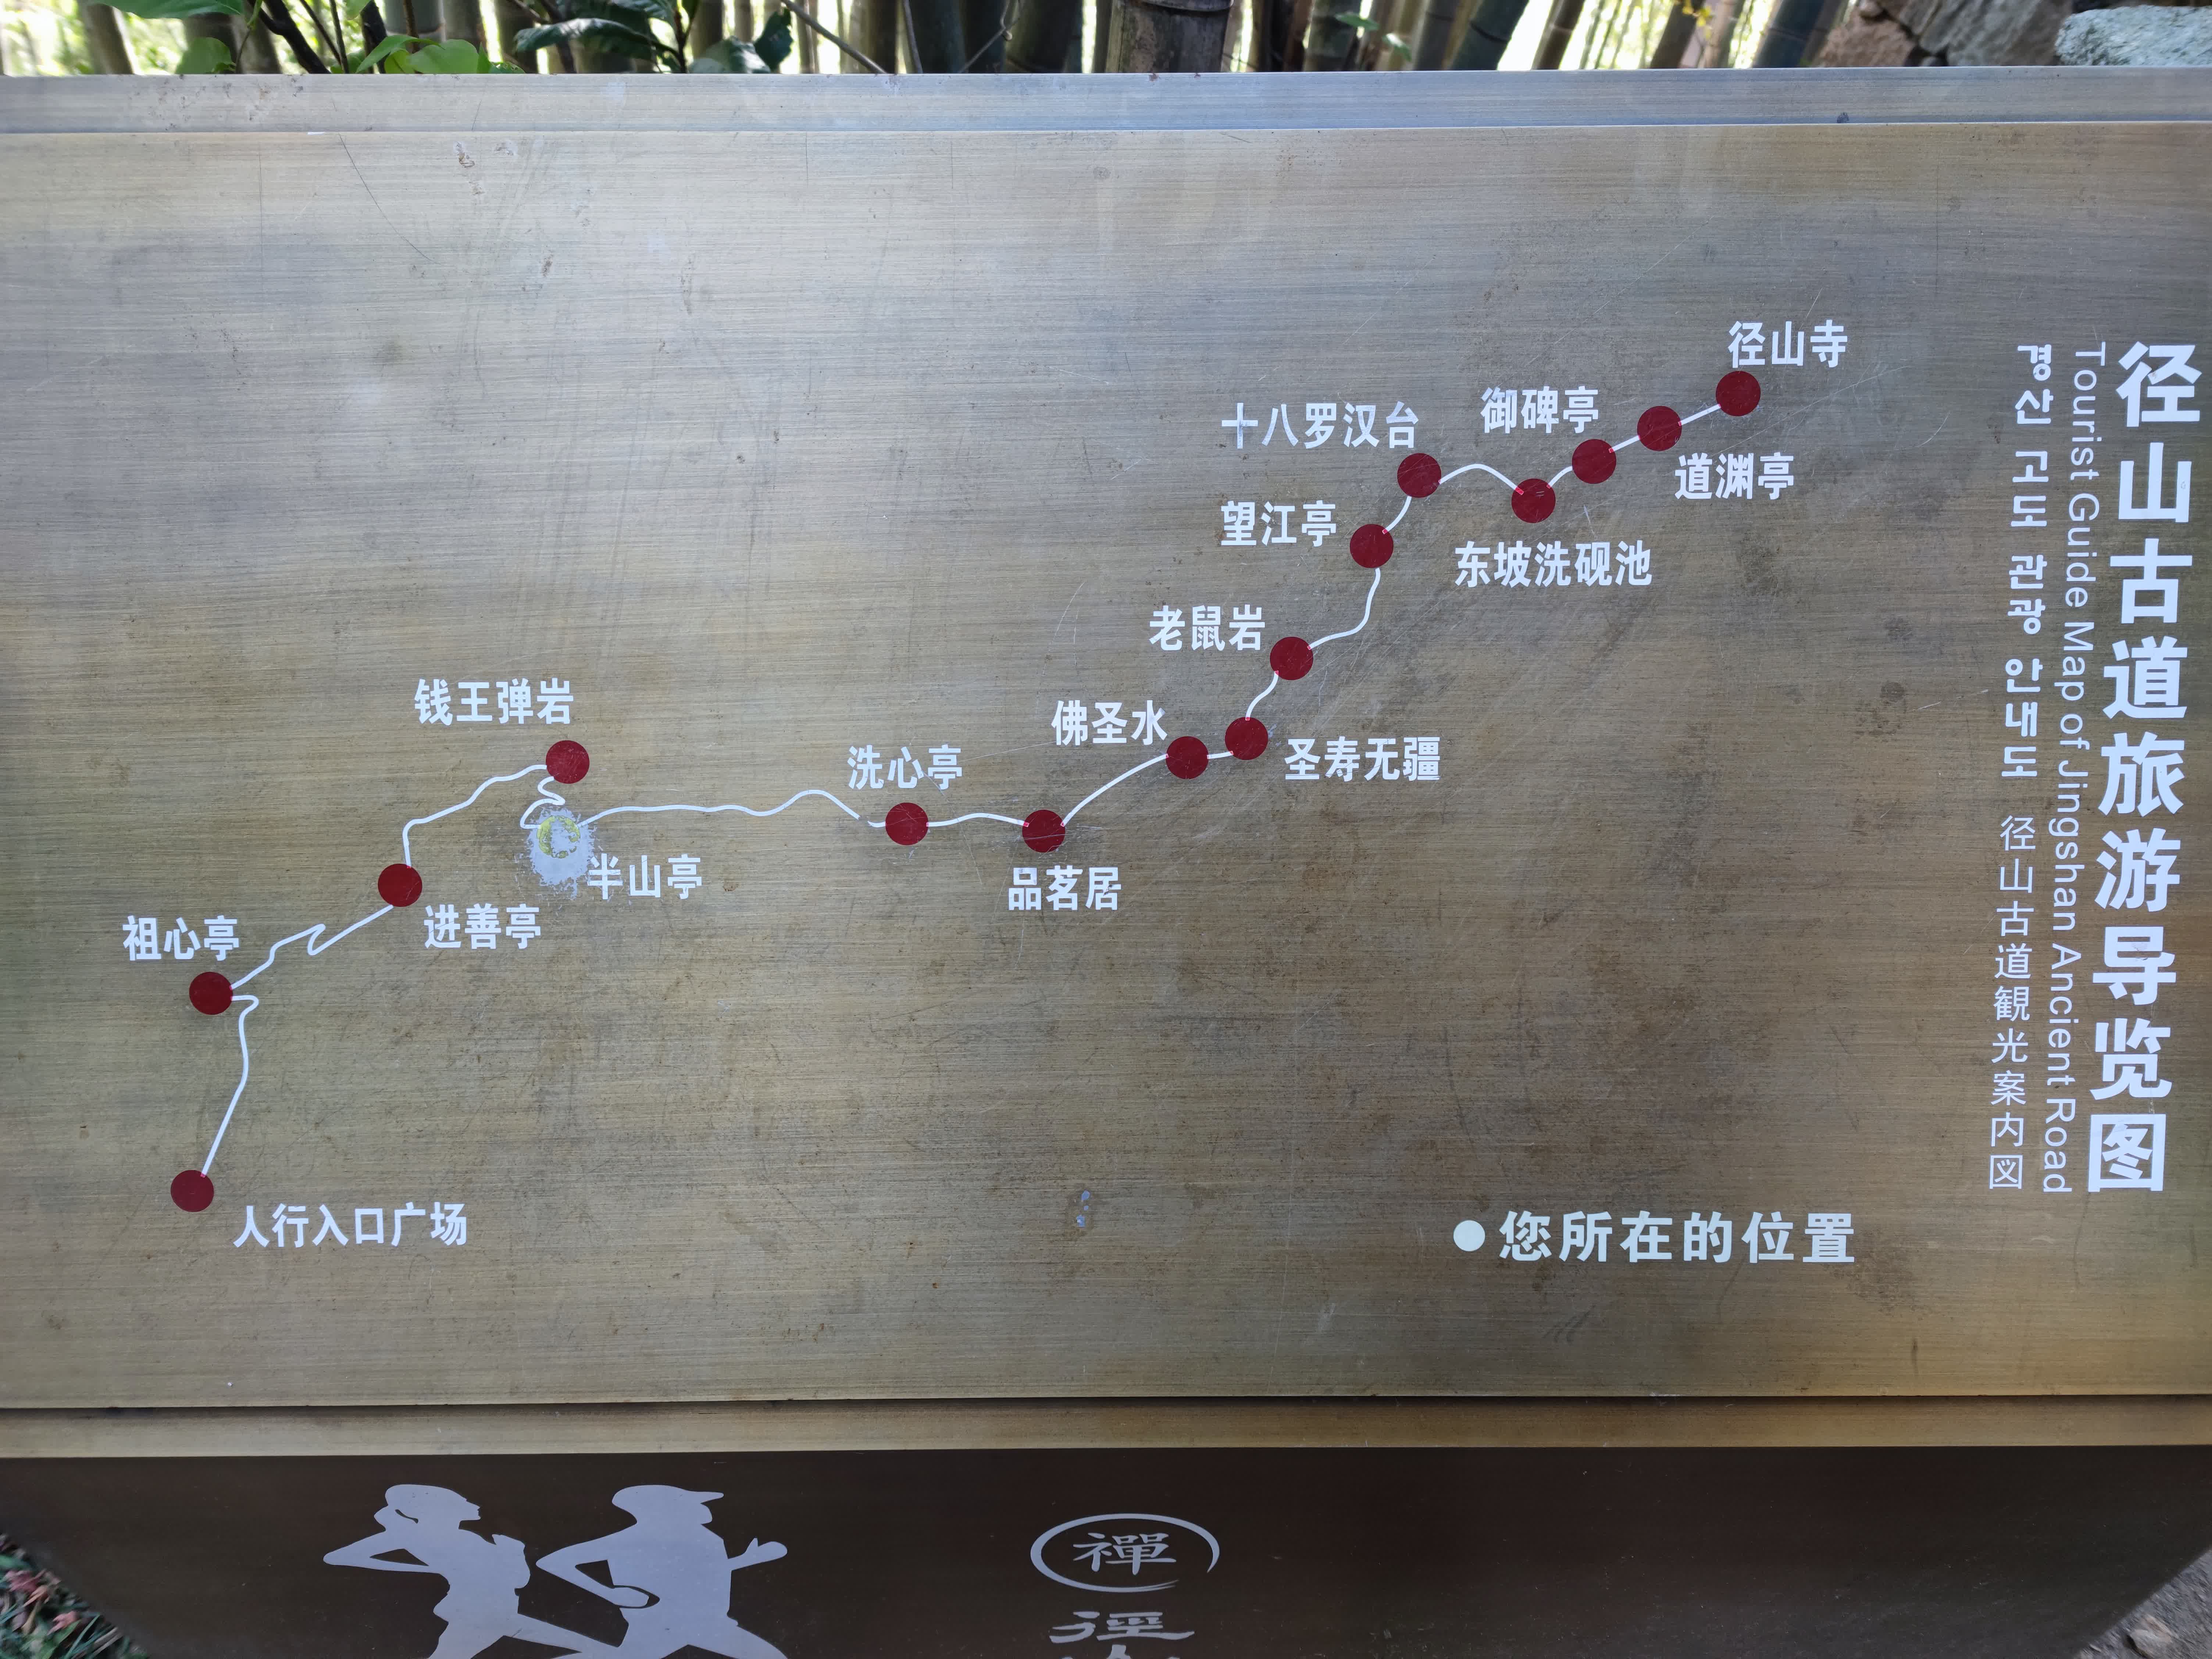 径山古道旅游导览图
Tourist Guide Map of Jingshan Ancient Road
경산 고도 관광 안내도
径山古道観光案内図
径山寺
道渊亭
御碑亭
东坡洗砚池
十八罗汉台
望江亭
老鼠岩
圣寿无疆
佛圣水
品茗居
洗心亭
半山亭
钱王弹岩
进善亭
祖心亭
人行入口广场
您所在的位置
禪
徑